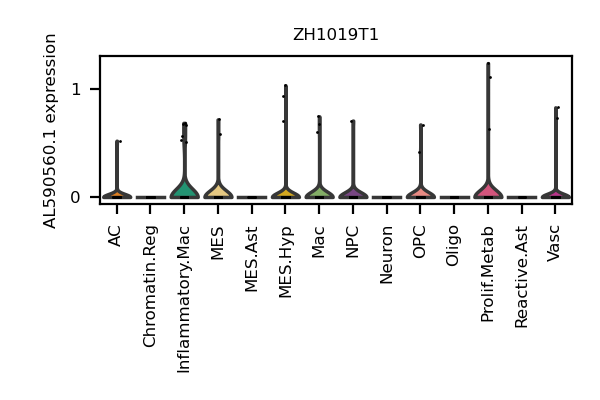 ZH1019T1
AL590560.1 expression
1
0
AC
Chromatin.Reg
Inflammatory.Mac
MES
MES.Ast
MES.Hyp
Mac
NPC
Neuron
OPC
Oligo
Prolif.Metab
Reactive.Ast
Vasc